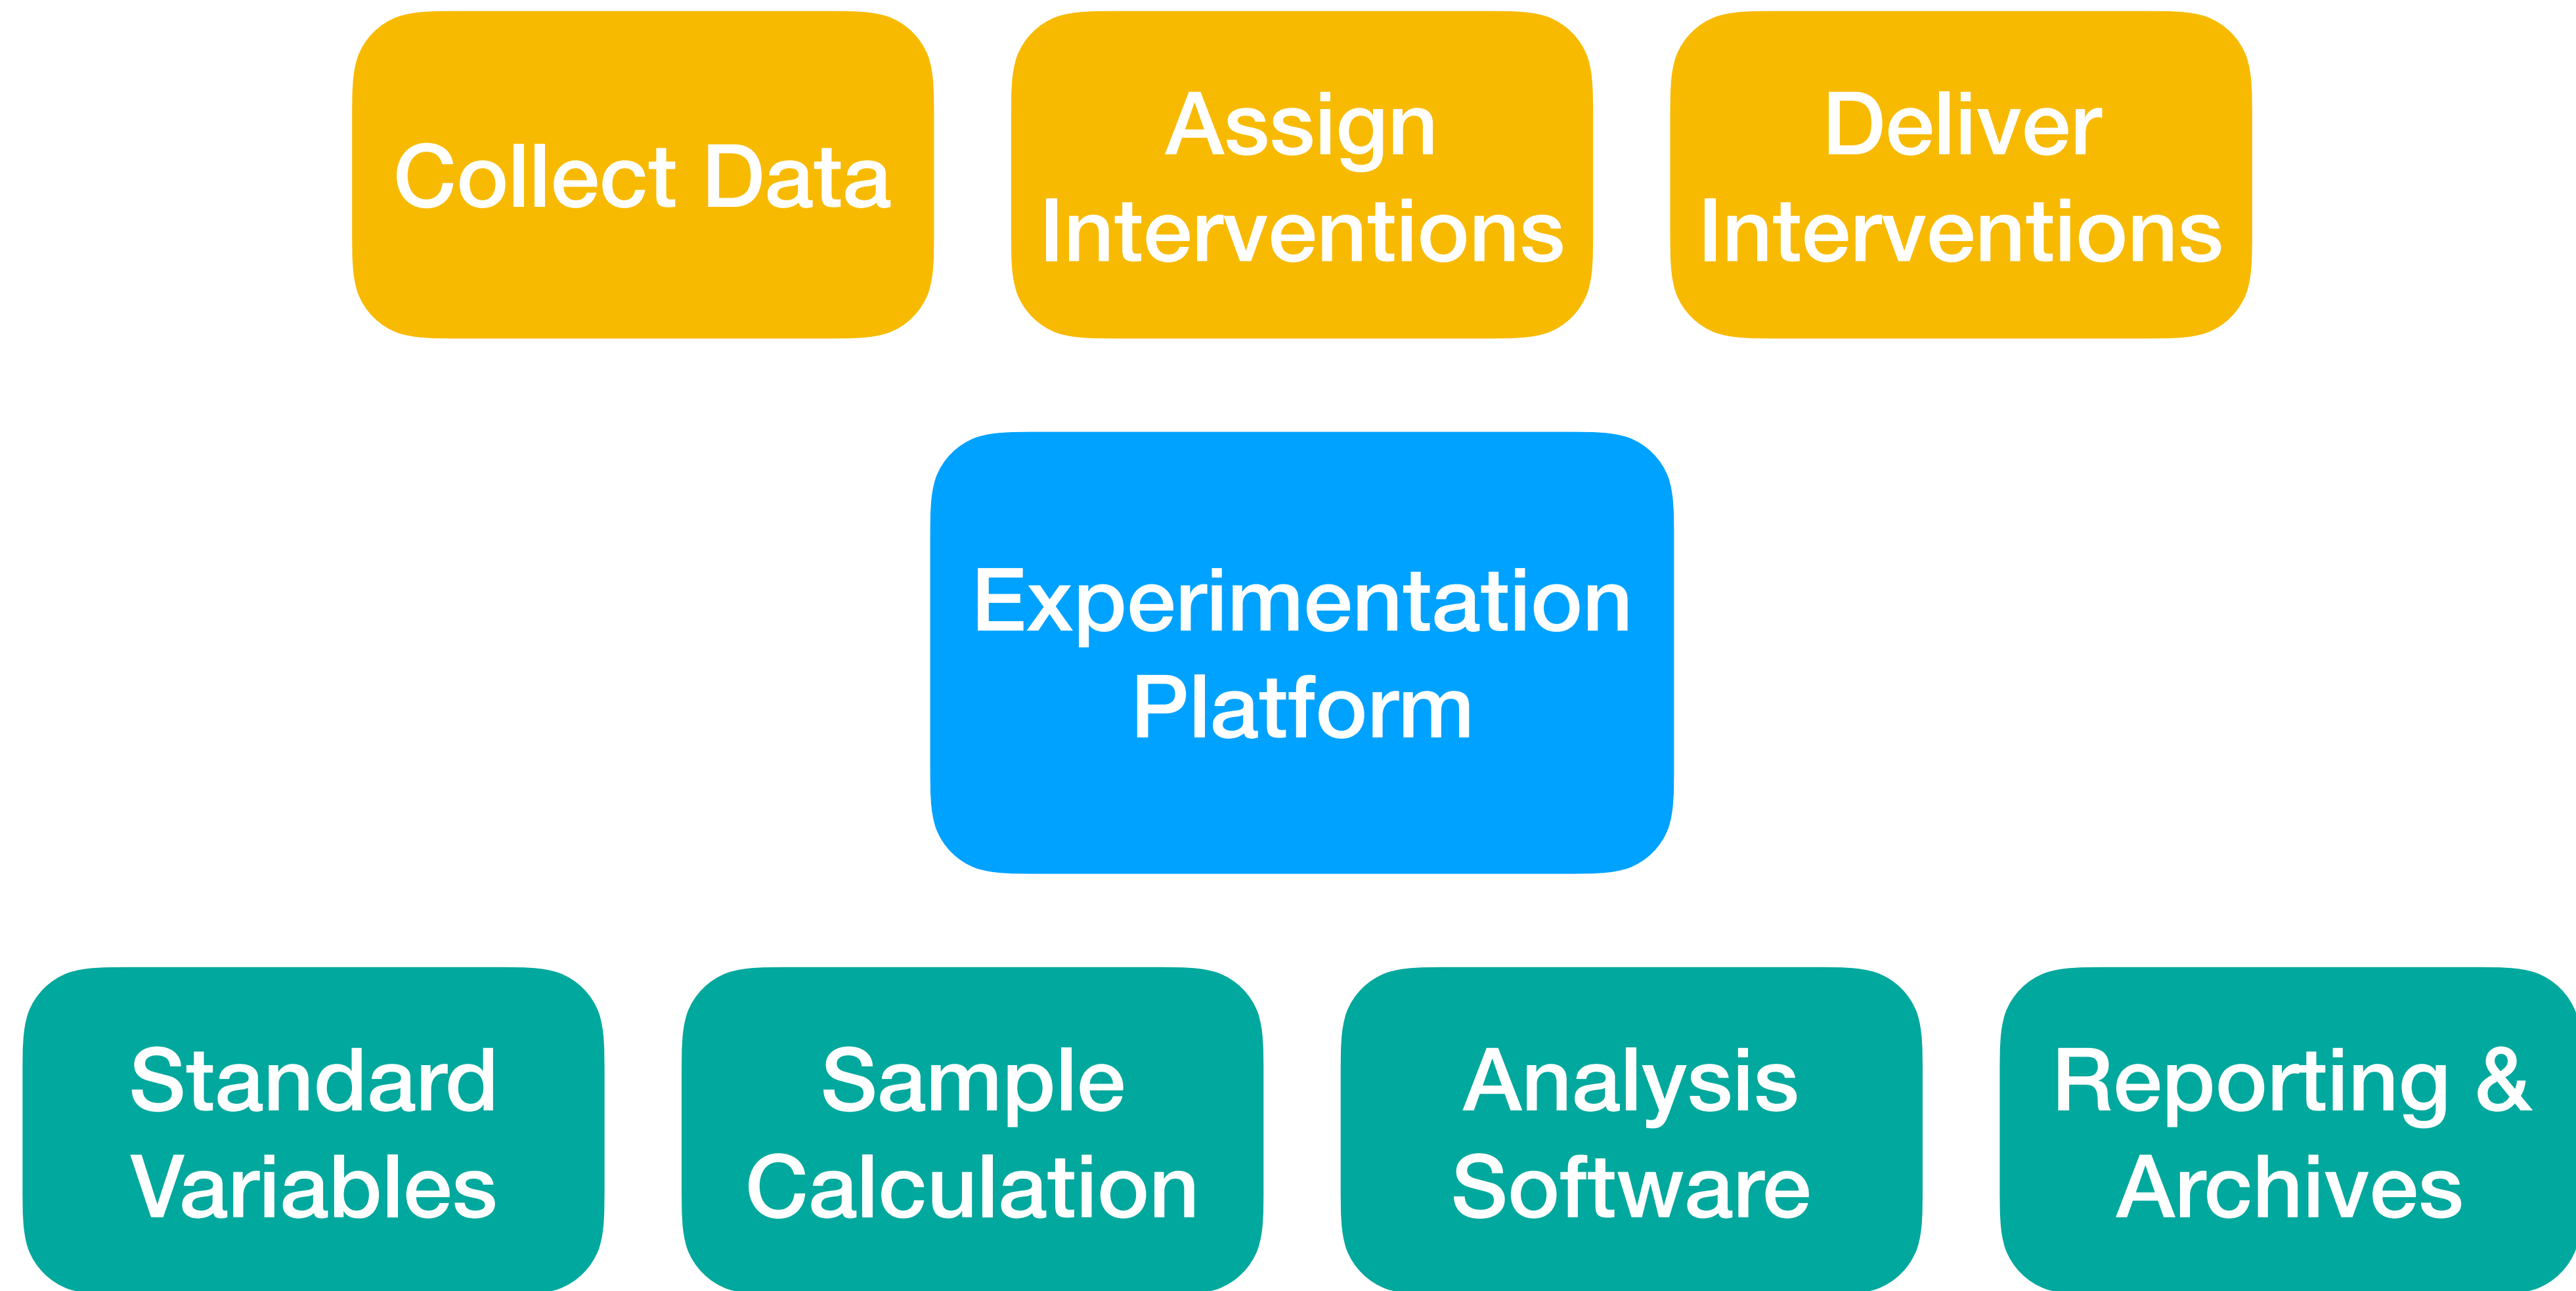 Collect Data
Assign
Interventions
Deliver
Interventions
Experimentation
Platform
Standard
Variables
Sample
Calculation
Analysis
Software
Reporting &
Archives